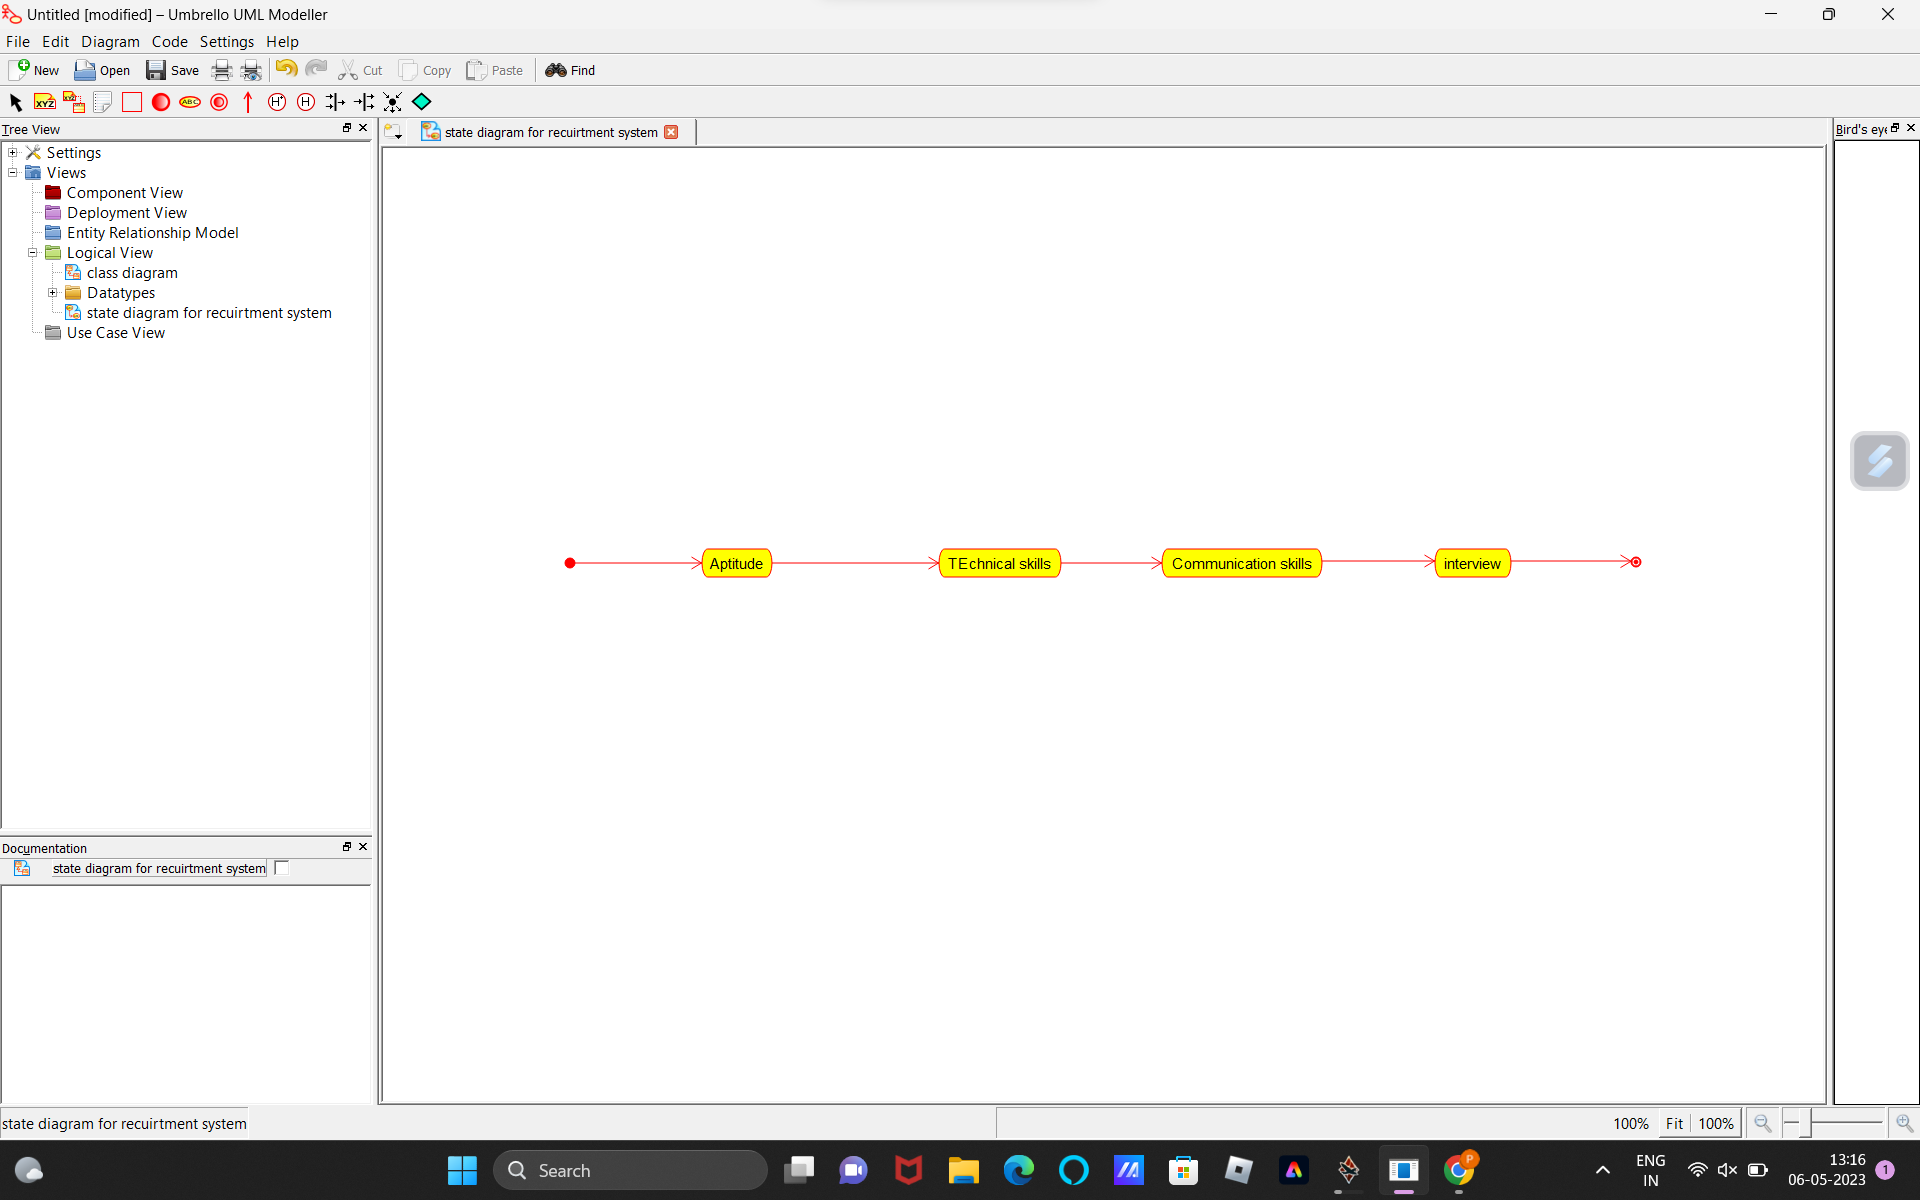 Untitled [modified] – Umbrello UML Modeller
File Edit Diagram Code Settings Help
New Open Save Cut Copy Paste Find
XYZ XYZ ABC H* H
Tree View
Settings
Views
Component View
Deployment View
Entity Relationship Model
Logical View
class diagram
Datatypes
state diagram for recuirtment system
Use Case View
state diagram for recuirtment system
Bird's eye
Aptitude
TEchnical skills
Communication skills
interview
Documentation
state diagram for recuirtment system
state diagram for recuirtment system
100% Fit 100%
Search
P
ENG
IN
13:16
06-05-2023
1